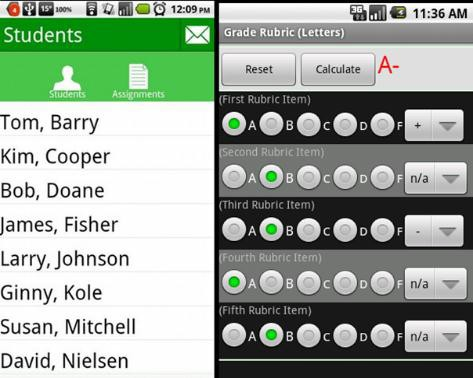 4 15° 100% 12:09 PM
Students
Students Assignments
Tom, Barry
Kim, Cooper
Bob, Doane
James, Fisher
Larry, Johnson
Ginny, Kole
Susan, Mitchell
David, Nielsen
3G 11:36 AM
Grade Rubric (Letters)
Reset Calculate A-
(First Rubric Item)
A B C D F +
(Second Rubric Item)
A B C D F n/a
(Third Rubric Item)
A B C D F -
(Fourth Rubric Item)
A B C D F n/a
(Fifth Rubric Item)
A B C D F n/a